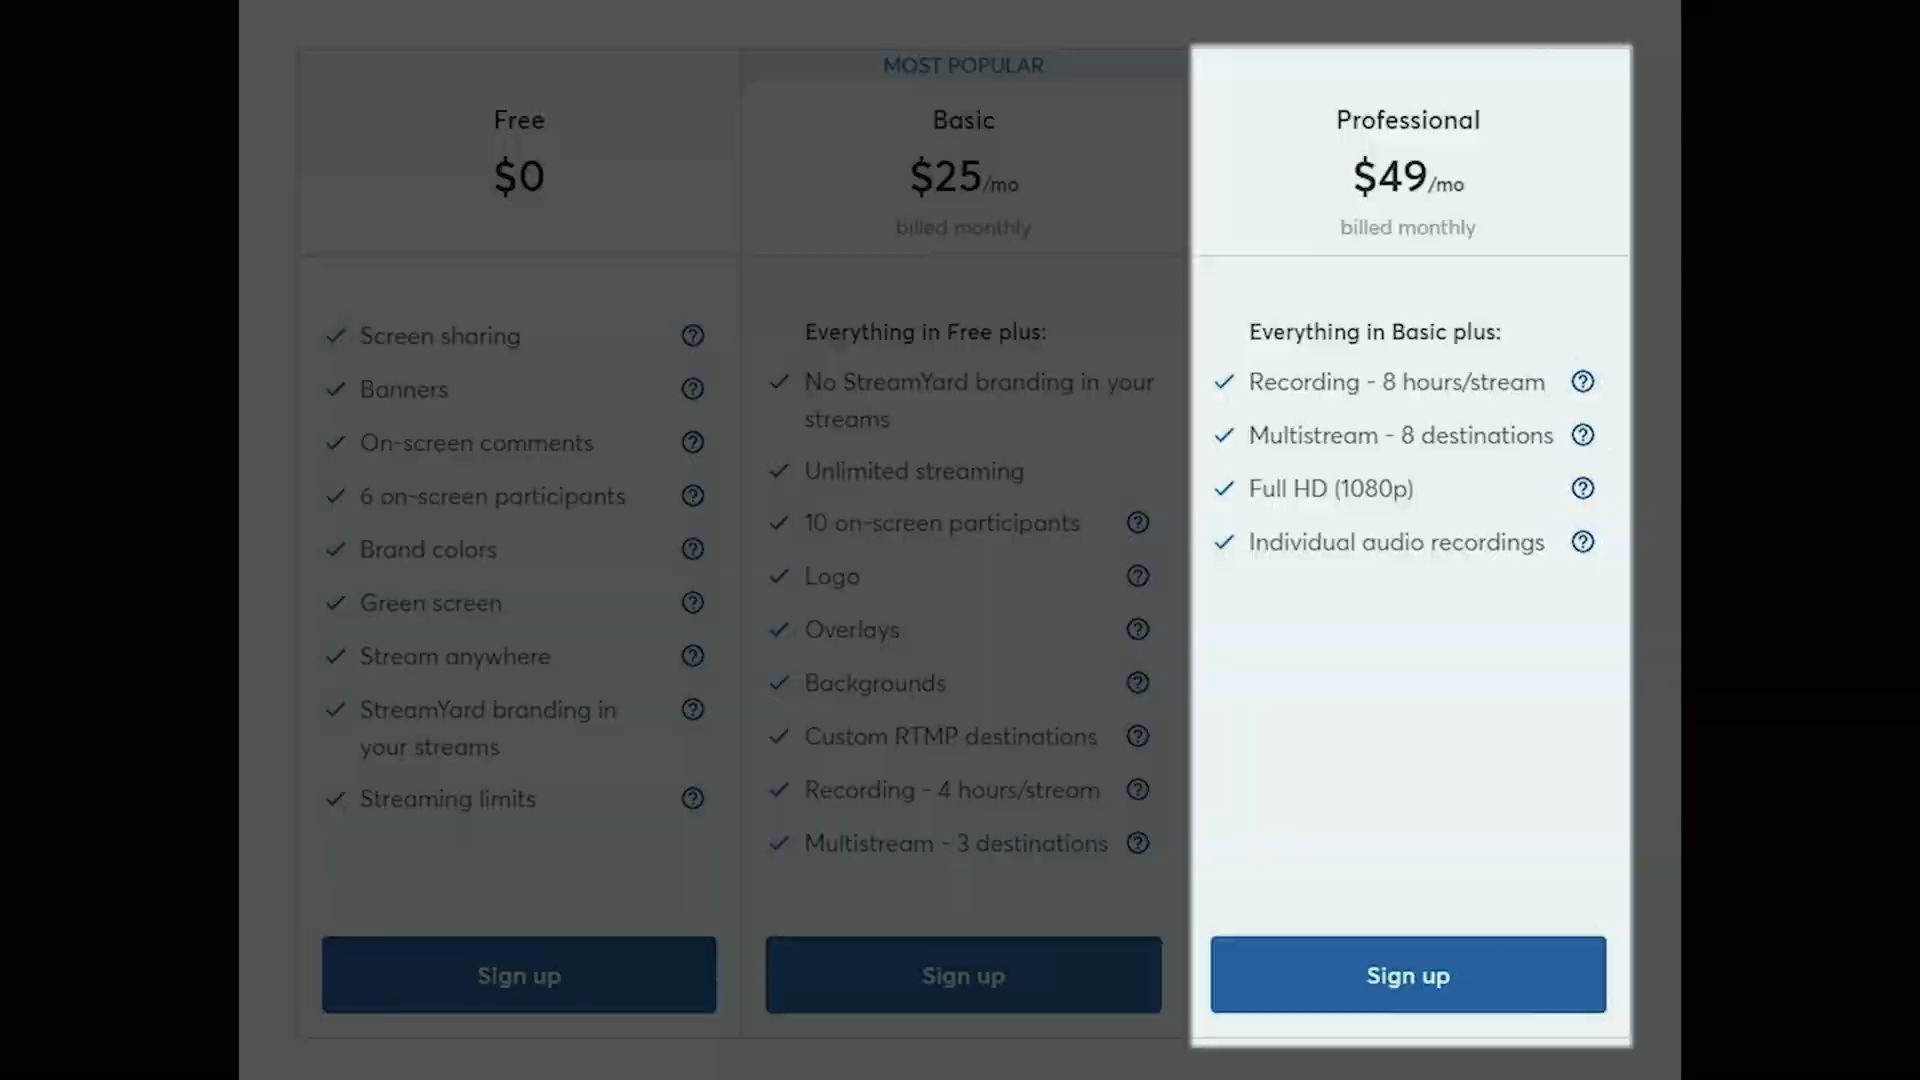 Free
$0
Screen sharing
Banners
On-screen comments
6 on-screen participants
Brand colors
Green screen
Stream anywhere
StreamYard branding in
your streams
Streaming limits
Sign up
MOST POPULAR
Basic
$25/mo
billed monthly
Everything in Free plus:
No StreamYard branding in your
streams
Unlimited streaming
10 on-screen participants
Logo
Overlays
Backgrounds
Custom RTMP destinations
Recording - 4 hours/stream
Multistream - 3 destinations
Sign up
Professional
$49/mo
billed monthly
Everything in Basic plus:
Recording - 8 hours/stream
Multistream - 8 destinations
Full HD (1080p)
Individual audio recordings
Sign up